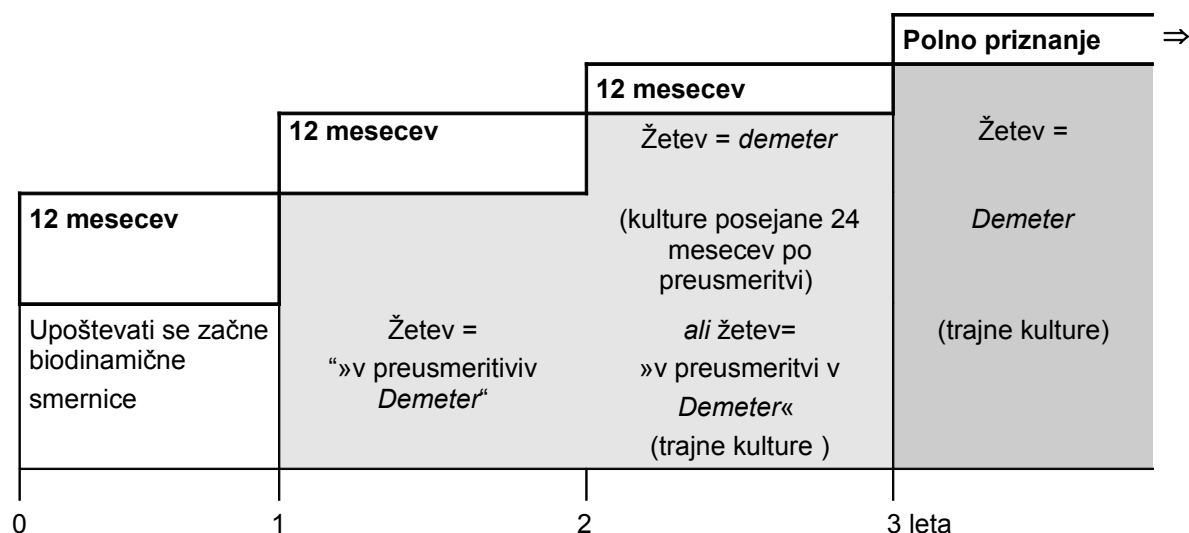 12 mesecev
Upoštevati se začne
biodinamične
smernice
12 mesecev
Žetev =
“»v preusmeritiviv
Demeter“
12 mesecev
Žetev = demeter
(kulture posejane 24
mesecev po
preusmeritvi)
ali žetev=
»v preusmeritvi v
Demeter«
(trajne kulture )
Polno priznanje ⇒
Žetev =
Demeter
(trajne kulture)
0 1 2 3 leta